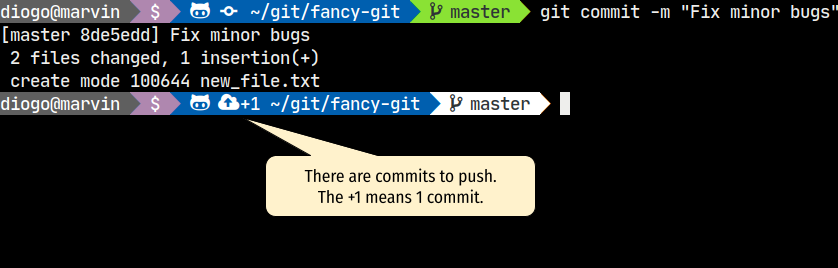 diogo@marvin $ ~/git/fancy-git master git commit -m "Fix minor bugs"
[master 8de5edd] Fix minor bugs
2 files changed, 1 insertion(+)
create mode 100644 new_file.txt
diogo@marvin $ +1 ~/git/fancy-git master
There are commits to push.
The +1 means 1 commit.